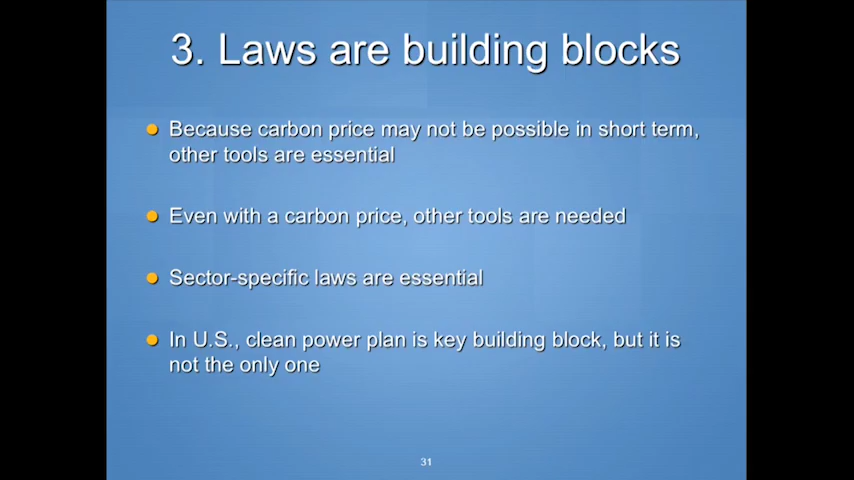 3. Laws are building blocks
Because carbon price may not be possible in short term,
other tools are essential
Even with a carbon price, other tools are needed
Sector-specific laws are essential
In U.S., clean power plan is key building block, but it is
not the only one
31